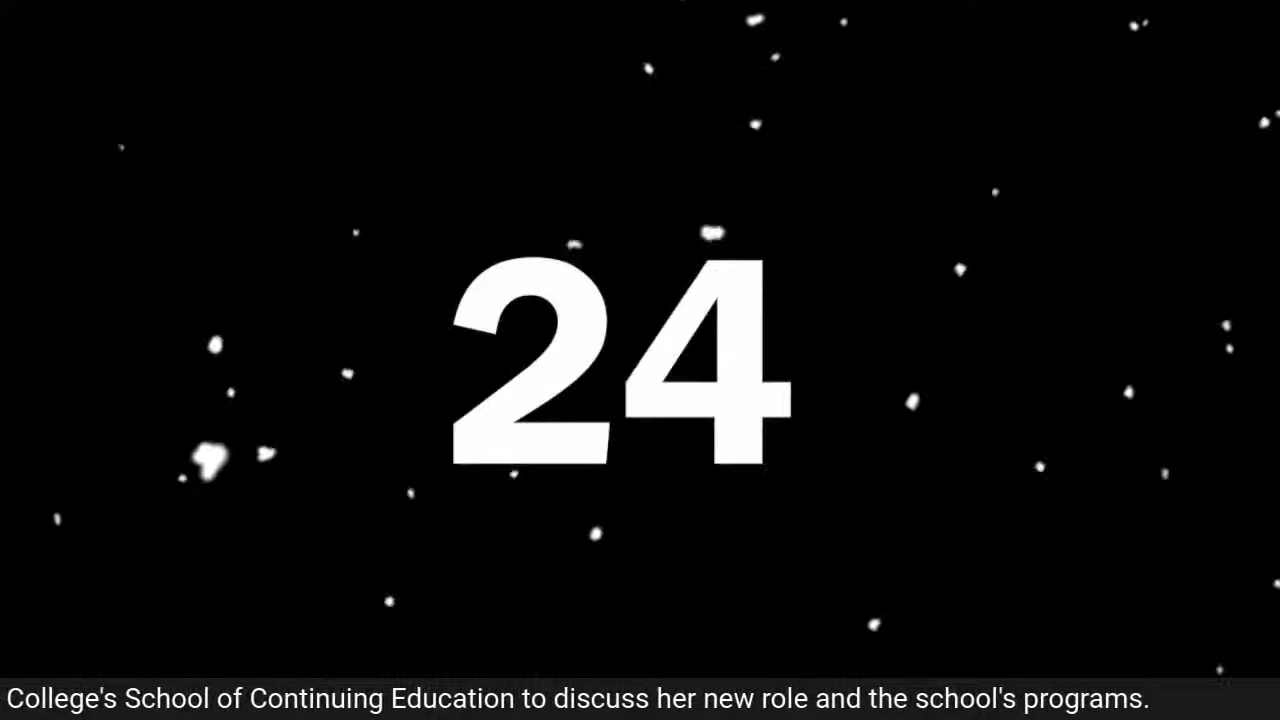 24
College's School of Continuing Education to discuss her new role and the school's programs.